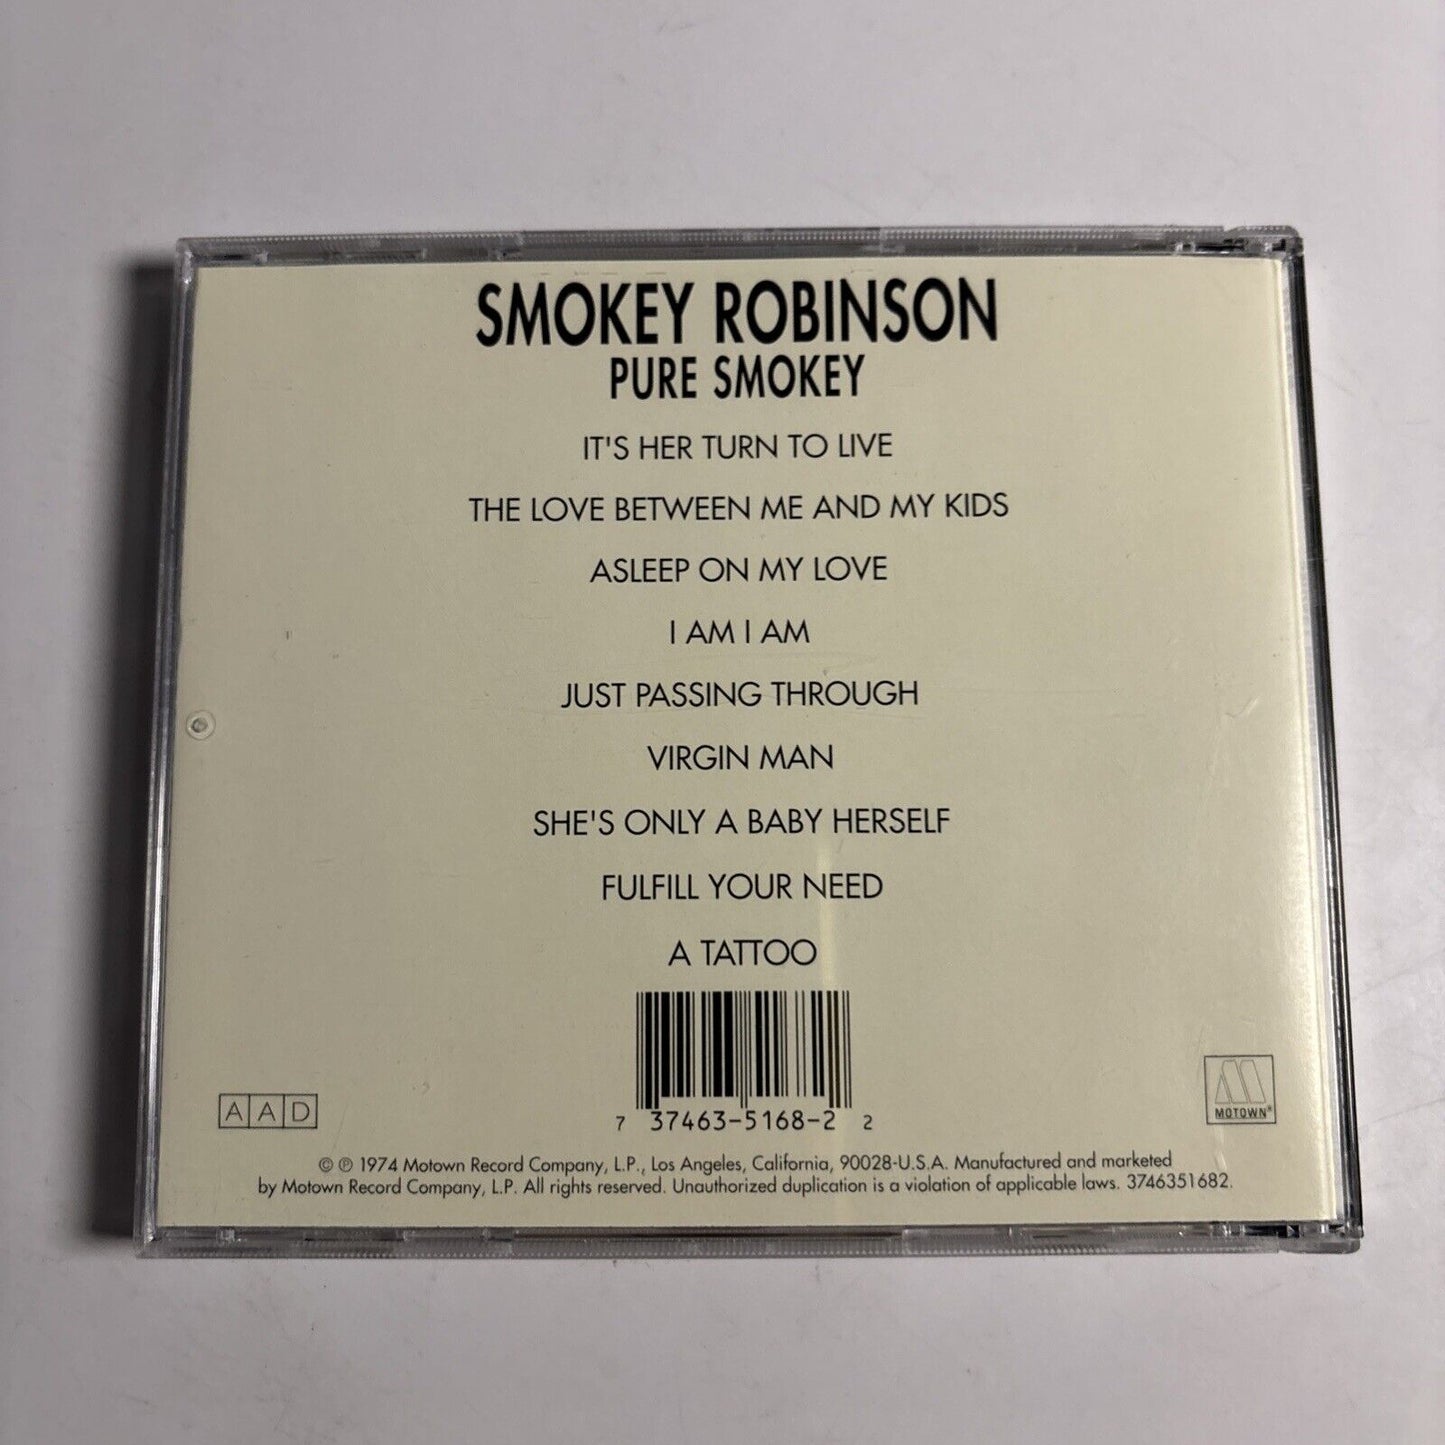 SMOKEY ROBINSON
PURE SMOKEY
IT'S HER TURN TO LIVE
THE LOVE BETWEEN ME AND MY KIDS
ASLEEP ON MY LOVE
I AM I AM
JUST PASSING THROUGH
VIRGIN MAN
SHE'S ONLY A BABY HERSELF
FULFILL YOUR NEED
A TATTOO
7 37463-5168-2 2
AAD
MOTOWN®
© ℗ 1974 Motown Record Company, L.P., Los Angeles, California, 90028-U.S.A. Manufactured and marketed
by Motown Record Company, L.P. All rights reserved. Unauthorized duplication is a violation of applicable laws. 3746351682.